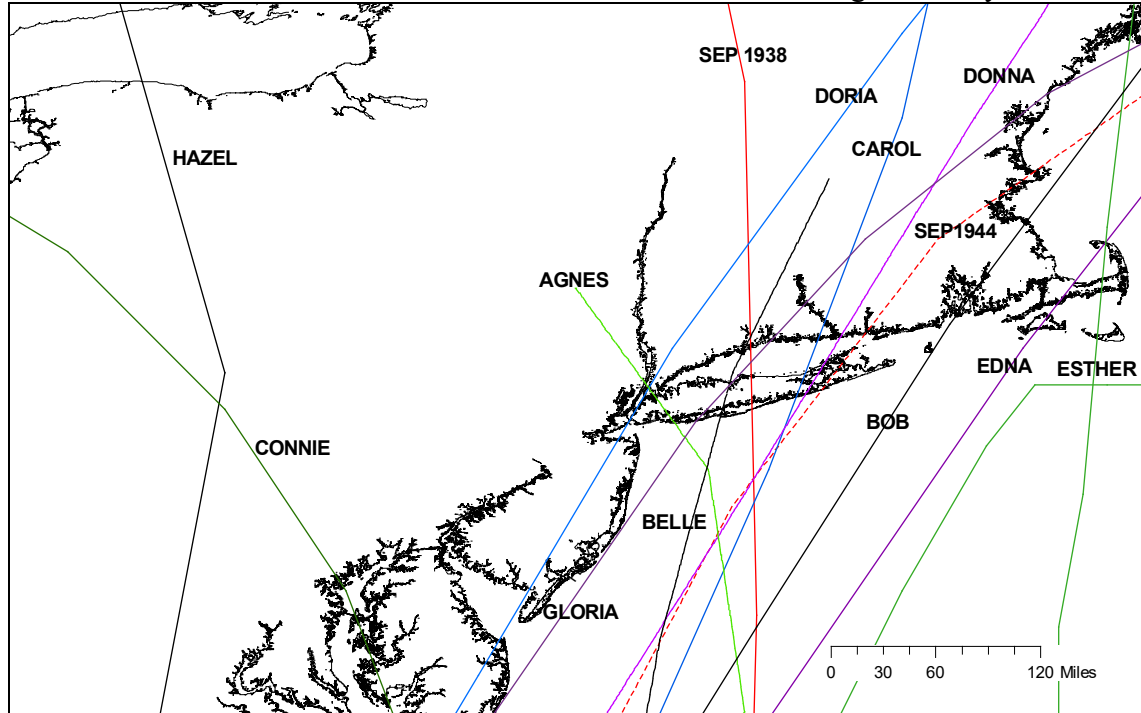 SEP 1938
DONNA
DORIA
CAROL
HAZEL
SEP1944
AGNES
EDNA
ESTHER
BOB
CONNIE
BELLE
GLORIA
0 30 60 120 Miles